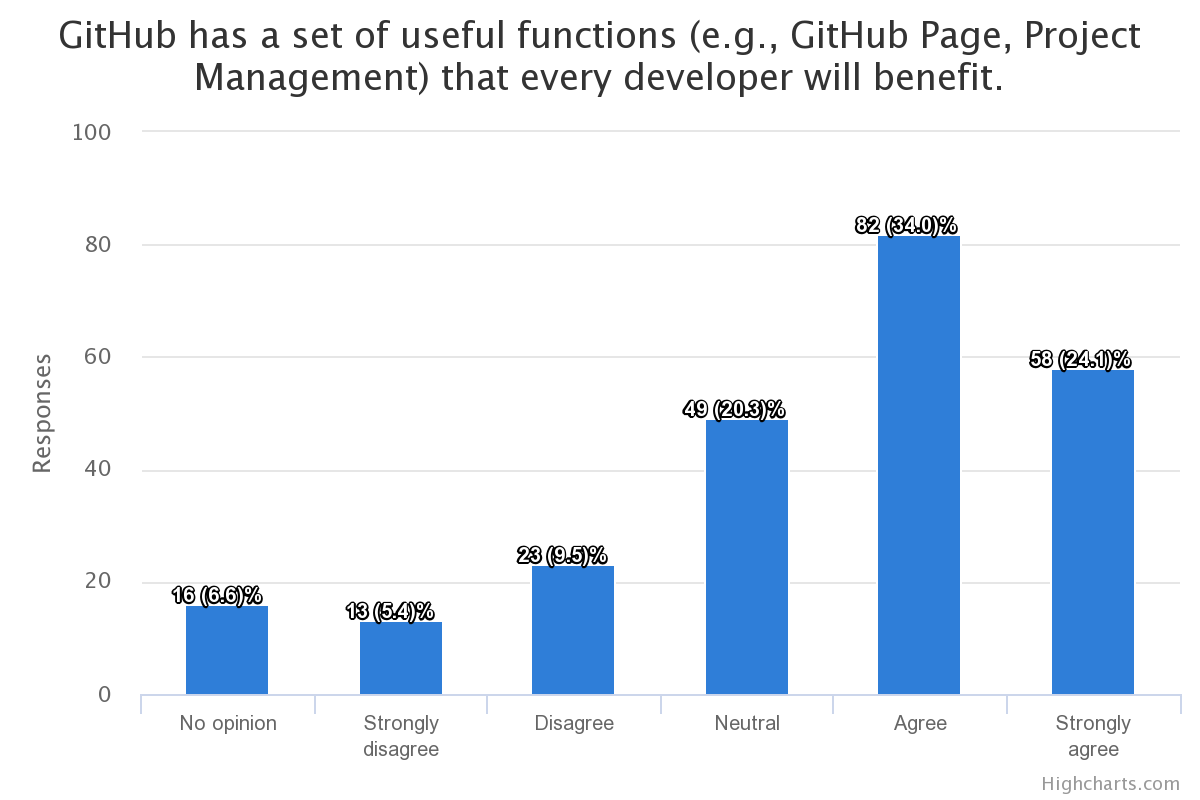 GitHub has a set of useful functions (e.g., GitHub Page, Project
Management) that every developer will benefit.
100
80
60
40
20
0
Responses
16 (6.6)%
13 (5.4)%
23 (9.5)%
49 (20.3)%
82 (34.0)%
58 (24.1)%
No opinion
Strongly
disagree
Disagree
Neutral
Agree
Strongly
agree
Highcharts.com